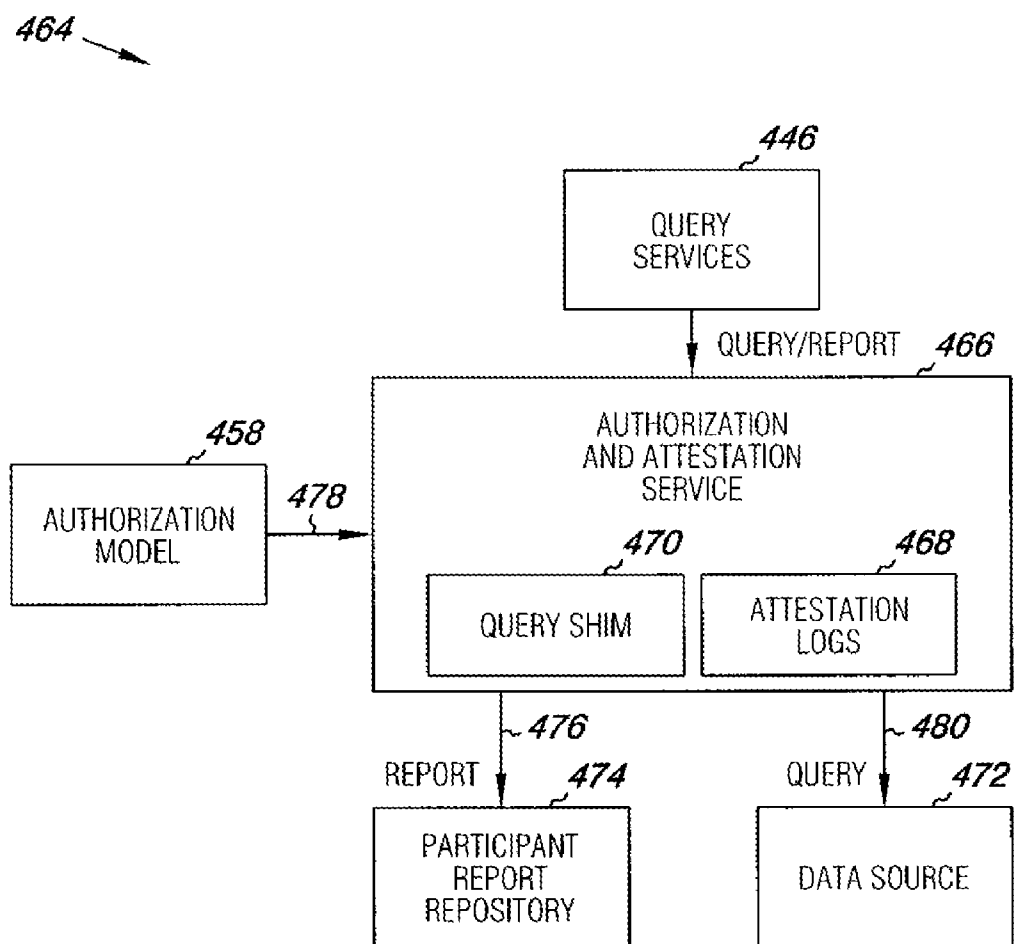 464
446
QUERY
SERVICES
QUERY/REPORT
466
AUTHORIZATION
AND ATTESTATION
SERVICE
458
AUTHORIZATION
MODEL
478
470
QUERY SHIM
468
ATTESTATION
LOGS
476
480
REPORT
474
QUERY
472
PARTICIPANT
REPORT
REPOSITORY
DATA SOURCE